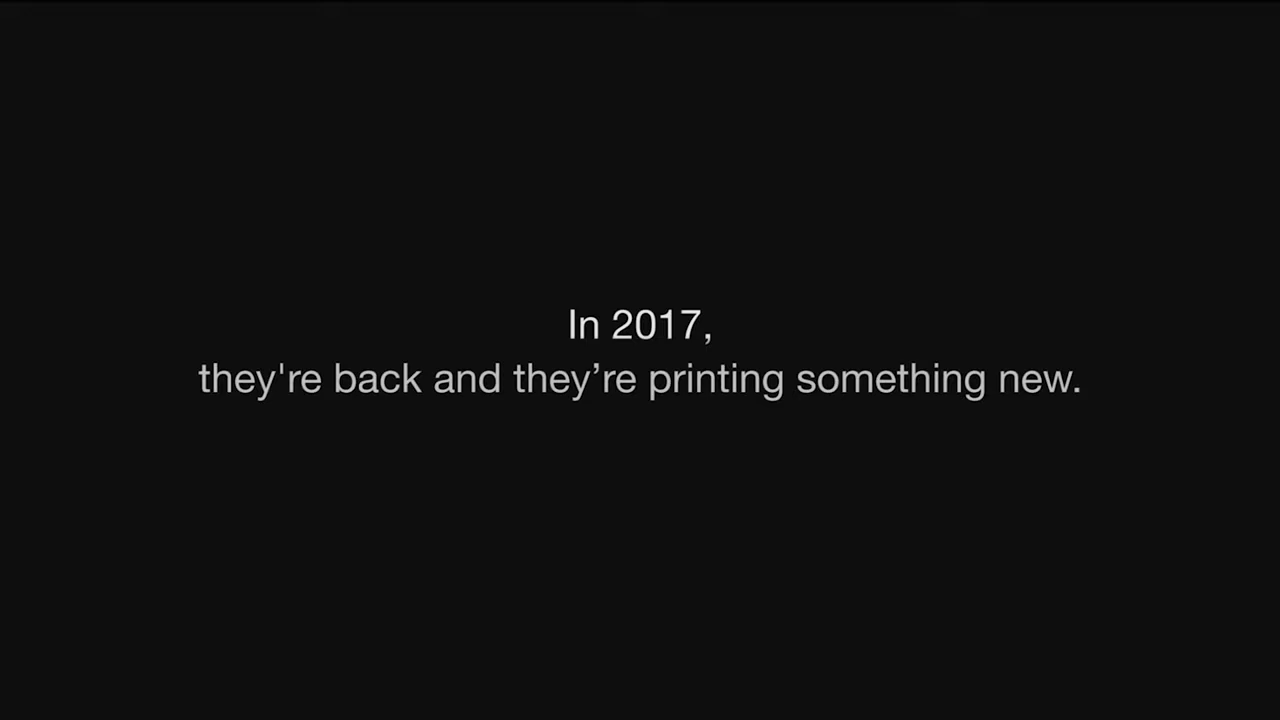 In 2017,
they're back and they’re printing something new.